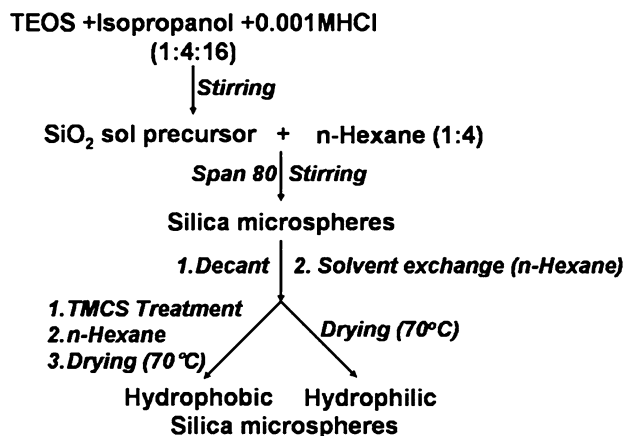 TEOS +Isopropanol +0.001MHCl
(1:4:16)
Stirring
SiO₂ sol precursor + n-Hexane (1:4)
Span 80 Stirring
Silica microspheres
1.Decant 2. Solvent exchange (n-Hexane)
1.TMCS Treatment
2.n-Hexane
3.Drying (70°C)
Drying (70°C)
Hydrophobic Hydrophilic
Silica microspheres